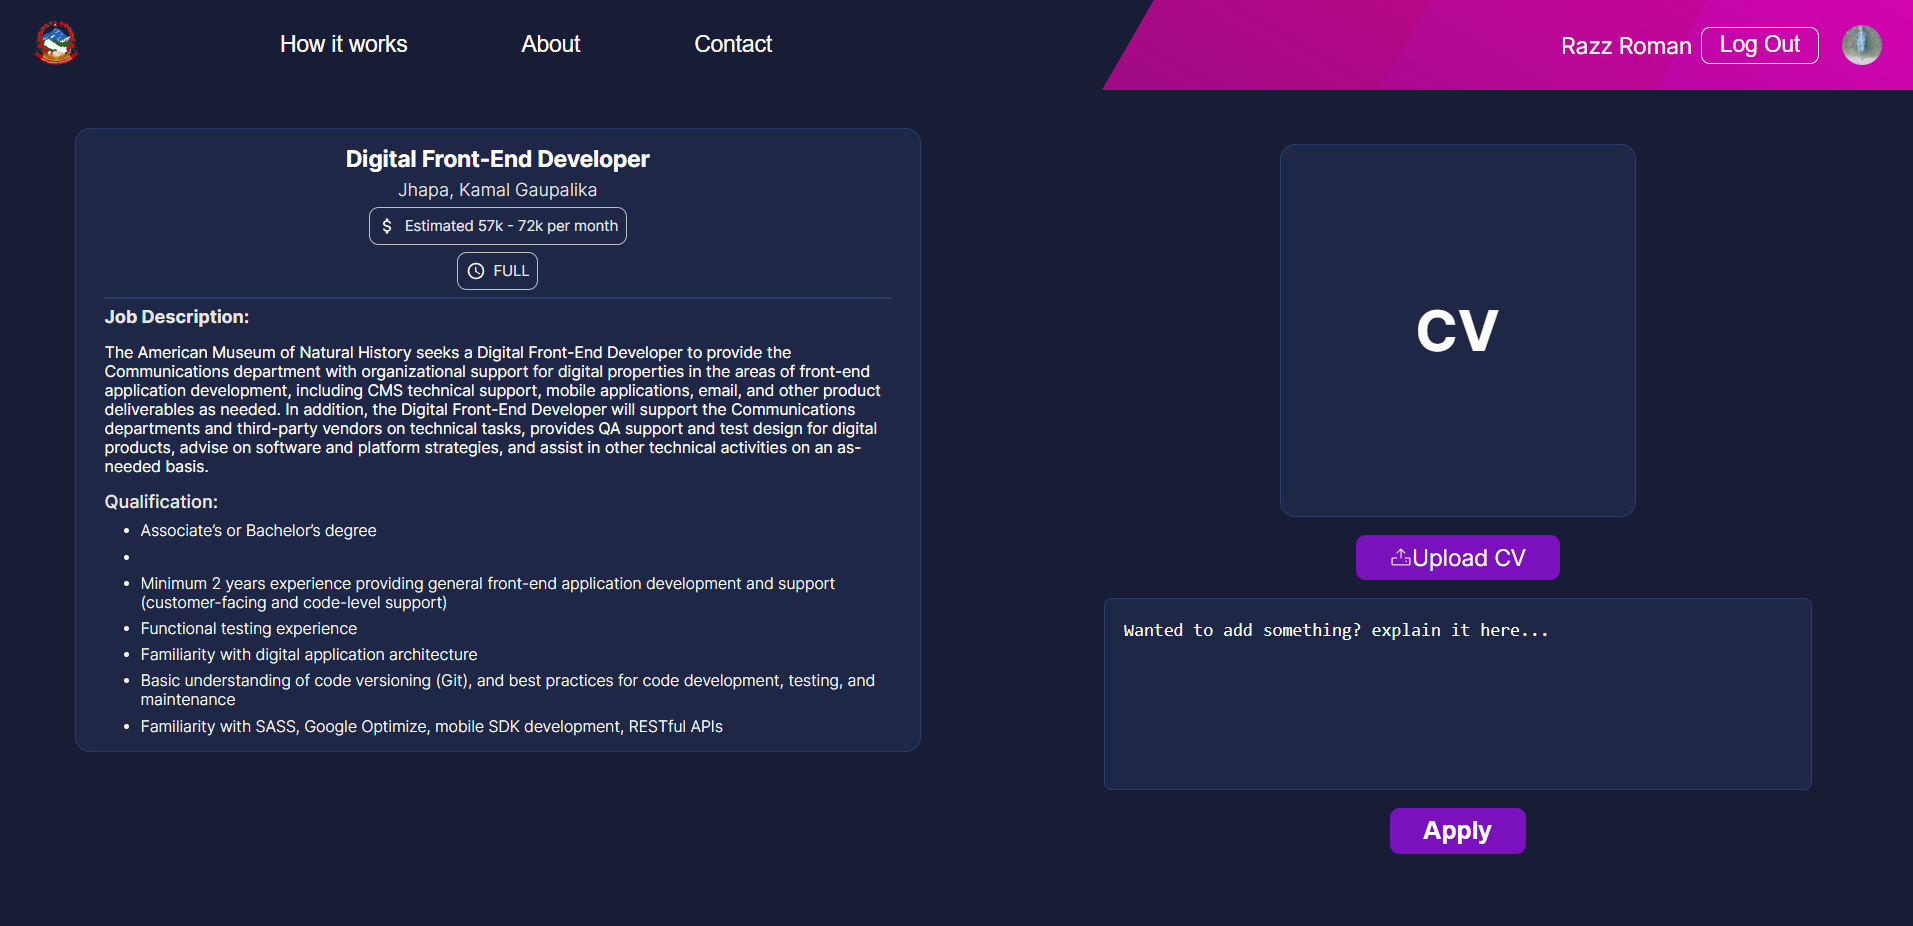 How it works
About
Contact
Razz Roman
Log Out
Digital Front-End Developer
Jhapa, Kamal Gaupalika
$ Estimated 57k - 72k per month
FULL
Job Description:
The American Museum of Natural History seeks a Digital Front-End Developer to provide the
Communications department with organizational support for digital properties in the areas of front-end
application development, including CMS technical support, mobile applications, email, and other product
deliverables as needed. In addition, the Digital Front-End Developer will support the Communications
departments and third-party vendors on technical tasks, provides QA support and test design for digital
products, advise on software and platform strategies, and assist in other technical activities on an as-
needed basis.
Qualification:
• Associate’s or Bachelor’s degree
•
• Minimum 2 years experience providing general front-end application development and support
(customer-facing and code-level support)
• Functional testing experience
• Familiarity with digital application architecture
• Basic understanding of code versioning (Git), and best practices for code development, testing, and
maintenance
• Familiarity with SASS, Google Optimize, mobile SDK development, RESTful APIs
CV
Upload CV
Wanted to add something? explain it here...
Apply